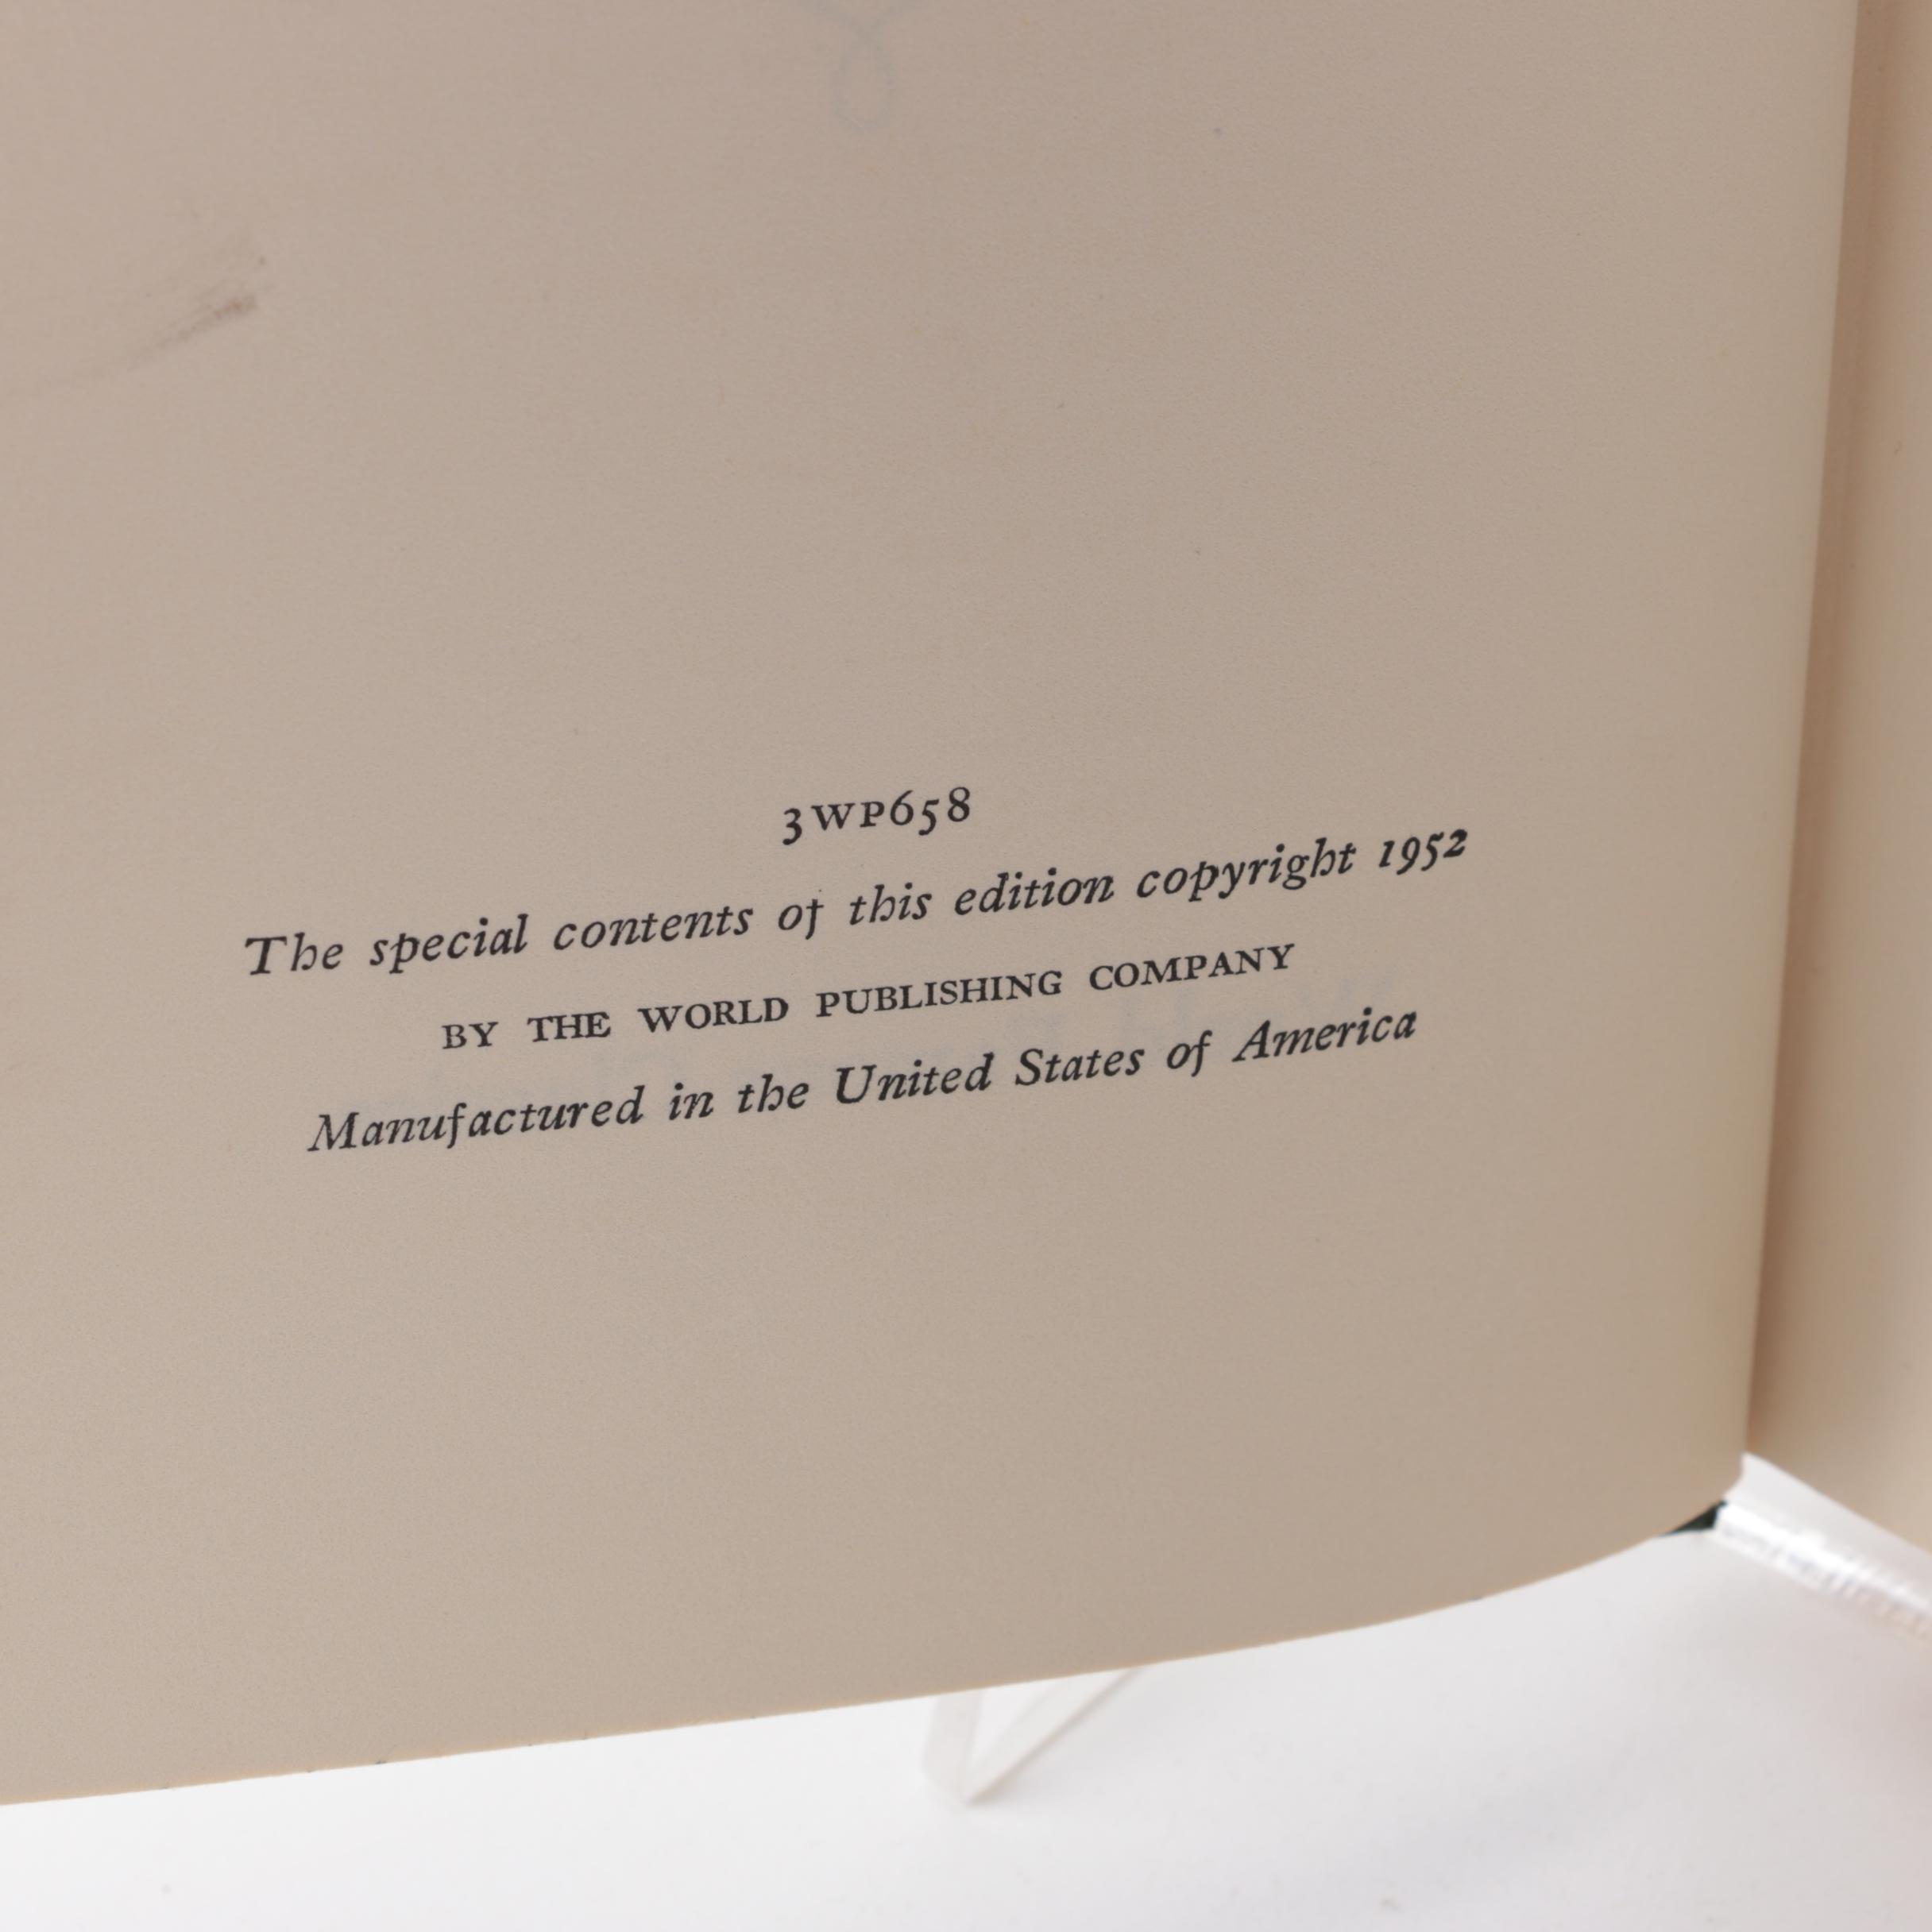 3WP658
The special contents of this edition copyright 1952
BY THE WORLD PUBLISHING COMPANY
Manufactured in the United States of America